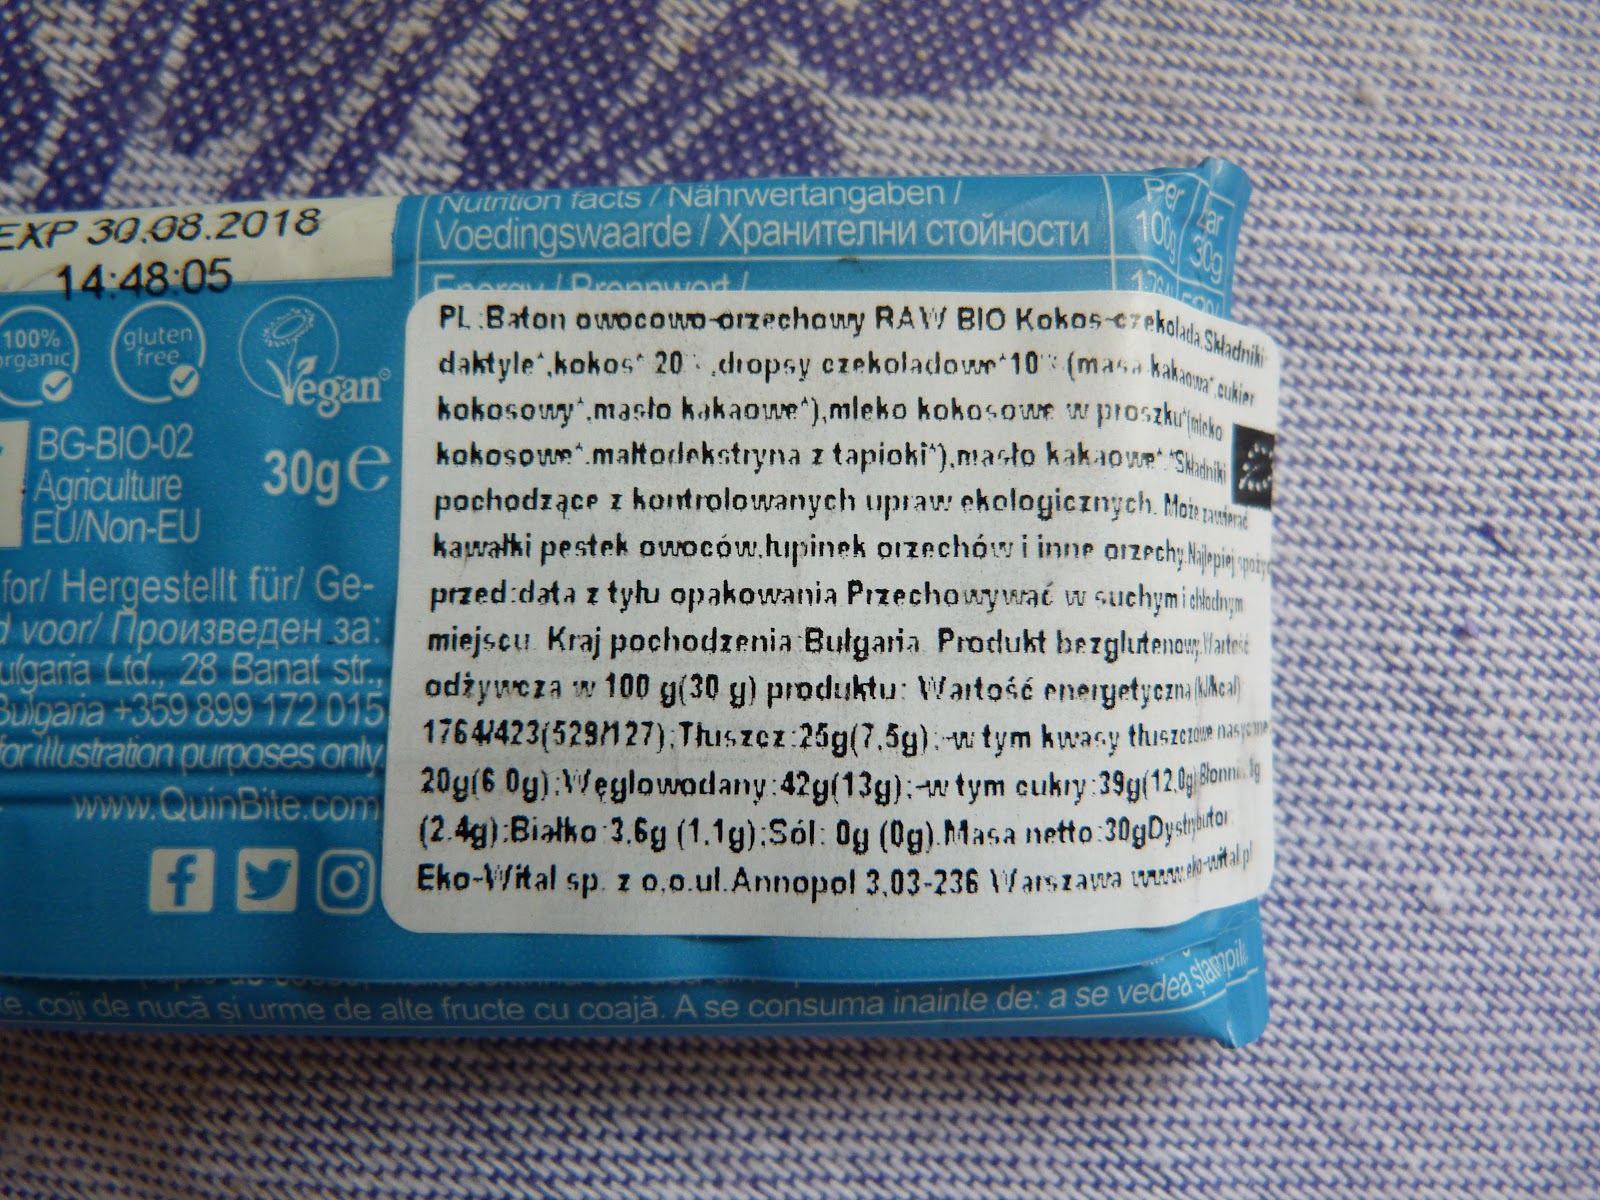 EXP 30.08.2018
14:48:05
100%
organic
gluten
free
Vegan©
BG-BIO-02
Agriculture
EU/Non-EU
30g℮
for/ Hergestellt für/ Ge-
voor/ Произведен за:
Bulgaria Ltd., 28 Banat str.,
Bulgaria +359 899 172 015
for illustration purposes only.
www.QuinBite.com
Nutrition facts / Nährwertangaben /
Voedingswaarde / Хранителни стойности
Per
100g
30g
Energy / Brennwert /
PL:Baton owocowo-orzechowy RAW BIO Kokos-czekolada.Składniki
daktyle*,kokos* 20%,dropsy czekoladowe*10%(masa kakaowa*,cukier
kokosowy*,masło kakaowe*),mleko kokosowe w proszku*(mleko
kokosowe*.maltodekstryna z tapioki*),masło kakaowe*.*Składniki
pochodzące z kontrolowanych upraw ekologicznych. Może zawierać
kawałki pestek owoców,łupinek orzechów i inne orzechy.Najlepiej spożyć
przed:data z tyłu opakowania Przechowywać w suchym i chłodnym
miejscu. Kraj pochodzenia:Bułgaria. Produkt bezglutenowy.Wartość
odżywcza w 100 g(30 g) produktu: Wartość energetyczna(kJ/kcal)
1764/423(529/127);Tłuszcz:25g(7,5g);-w tym kwasy tłuszczowe nasycone
20g(6.0g);Węglowodany:42g(13g);-w tym cukry:39g(12,0g)
(2.4g);Białko:3,6g (1,1g);Sól: 0g (0g).Masa netto:30gDystrybutor:
Eko-Wital sp. z o.o.ul.Annopol 3,03-236 Warszawa www.eko-wital.pl
coji de nucă și urme de alte fructe cu coajă. A se consuma înainte de: a se vedea ștampila.